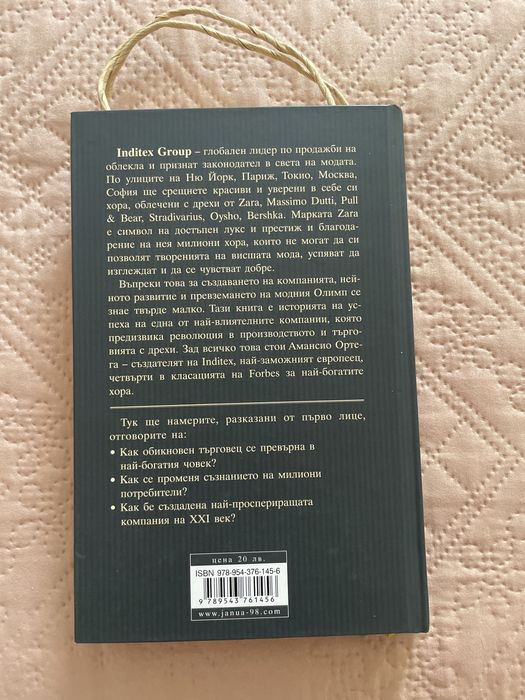 Inditex Group – глобален лидер по продажби на
облекла и признат законодател в света на модата.
По улиците на Ню Йорк, Париж, Токио, Москва,
София ще срещнете красиви и уверени в себе си
хора, облечени с дрехи от Zara, Massimo Dutti, Pull
& Bear, Stradivarius, Oysho, Bershka. Марката Zara
е символ на достъпен лукс и престиж и благода-
рение на нея милиони хора, които не могат да си
позволят творенията на висшата мода, успяват да
изглеждат и да се чувстват добре.
Въпреки това за създаването на компанията, ней-
ното развитие и превземането на модния Олимп се
знае твърде малко. Тази книга е историята на ус-
пеха на една от най-влиятелните компании, която
предизвика революция в производството и търго-
вията с дрехи. Зад всичко това стои Амансио Орте-
га – създателят на Inditex, най-заможният европеец,
четвърти в класацията на Forbes за най-богатите
хора.
Тук ще намерите, разказани от първо лице,
отговорите на:
• Как обикновен търговец се превърна в
най-богатия човек?
• Как се променя съзнанието на милиони
потребители?
• Как бе създадена най-проспериращата
компания на XXI век?
цена 20 лв.
ISBN 978-954-376-145-6
9 789543 761456
www.janua-98.com